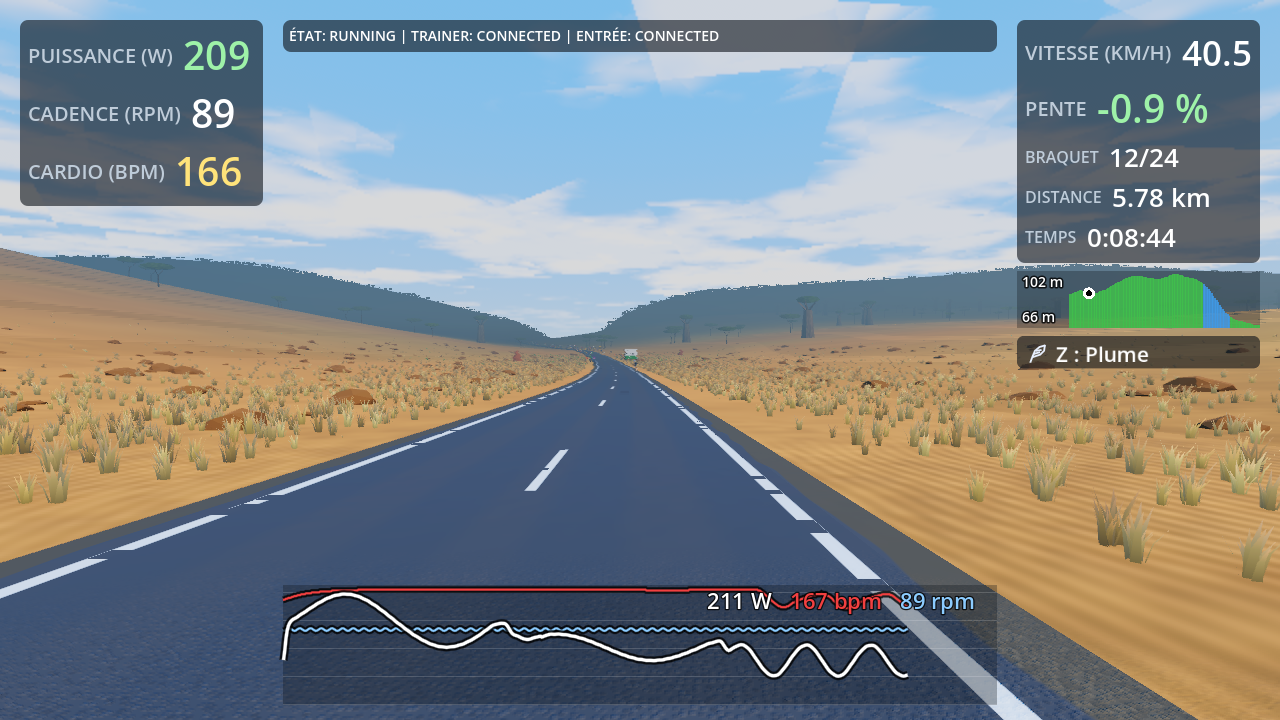 PUISSANCE (W) 209
CADENCE (RPM) 89
CARDIO (BPM) 166
ÉTAT: RUNNING | TRAINER: CONNECTED | ENTRÉE: CONNECTED
VITESSE (KM/H) 40.5
PENTE -0.9 %
BRAQUET 12/24
DISTANCE 5.78 km
TEMPS 0:08:44
102 m
66 m
Z : Plume
211 W 167 bpm 89 rpm